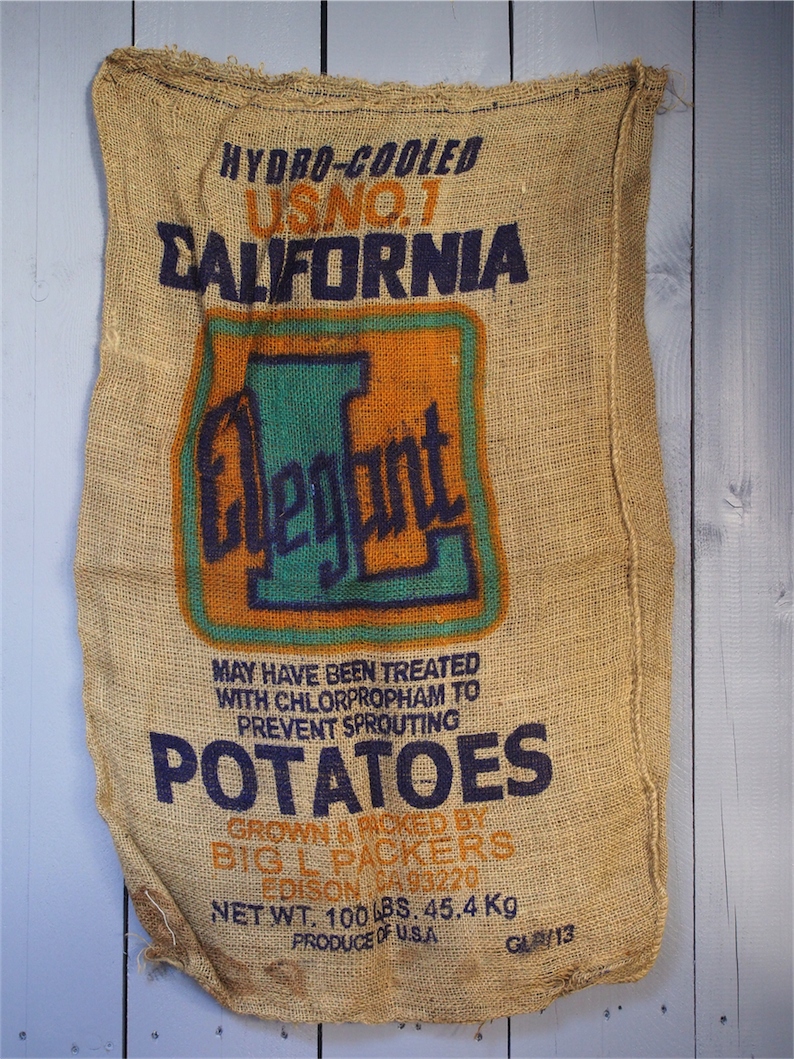 HYDRO-COOLED
U.S.NO.1
CALIFORNIA
L
Elegant
MAY HAVE BEEN TREATED
WITH CHLORPROPHAM TO
PREVENT SPROUTING
POTATOES
GROWN & PACKED BY
BIG L PACKERS
EDISON, CA 93220
NET WT. 100 LBS. 45.4 Kg
PRODUCE OF U.S.A